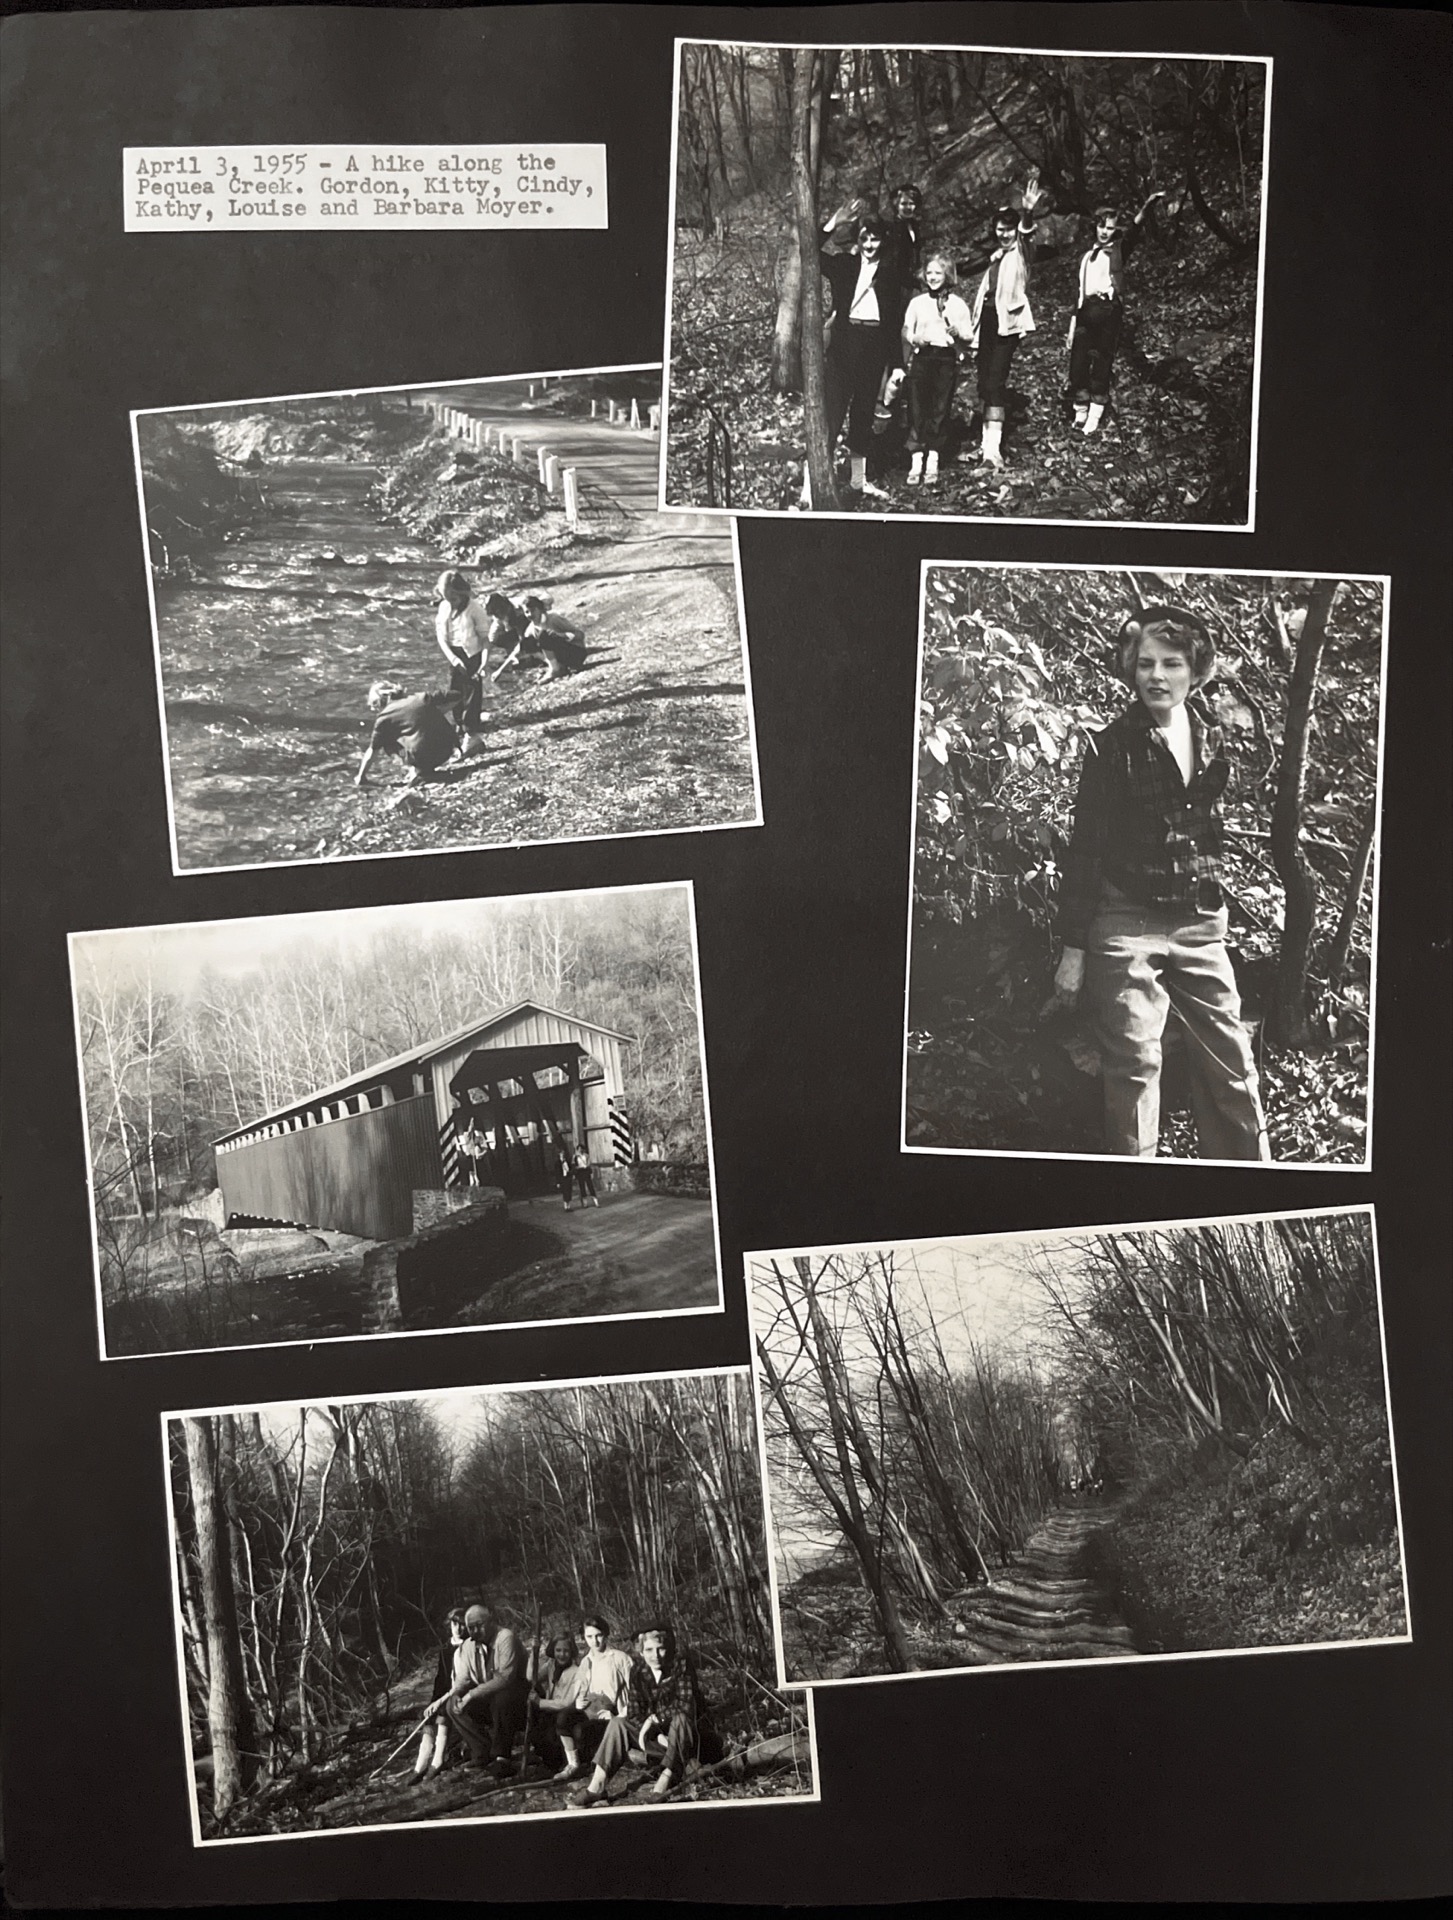 April 3, 1955 - A hike along the
Pequea Creek. Gordon, Kitty, Cindy,
Kathy, Louise and Barbara Moyer.